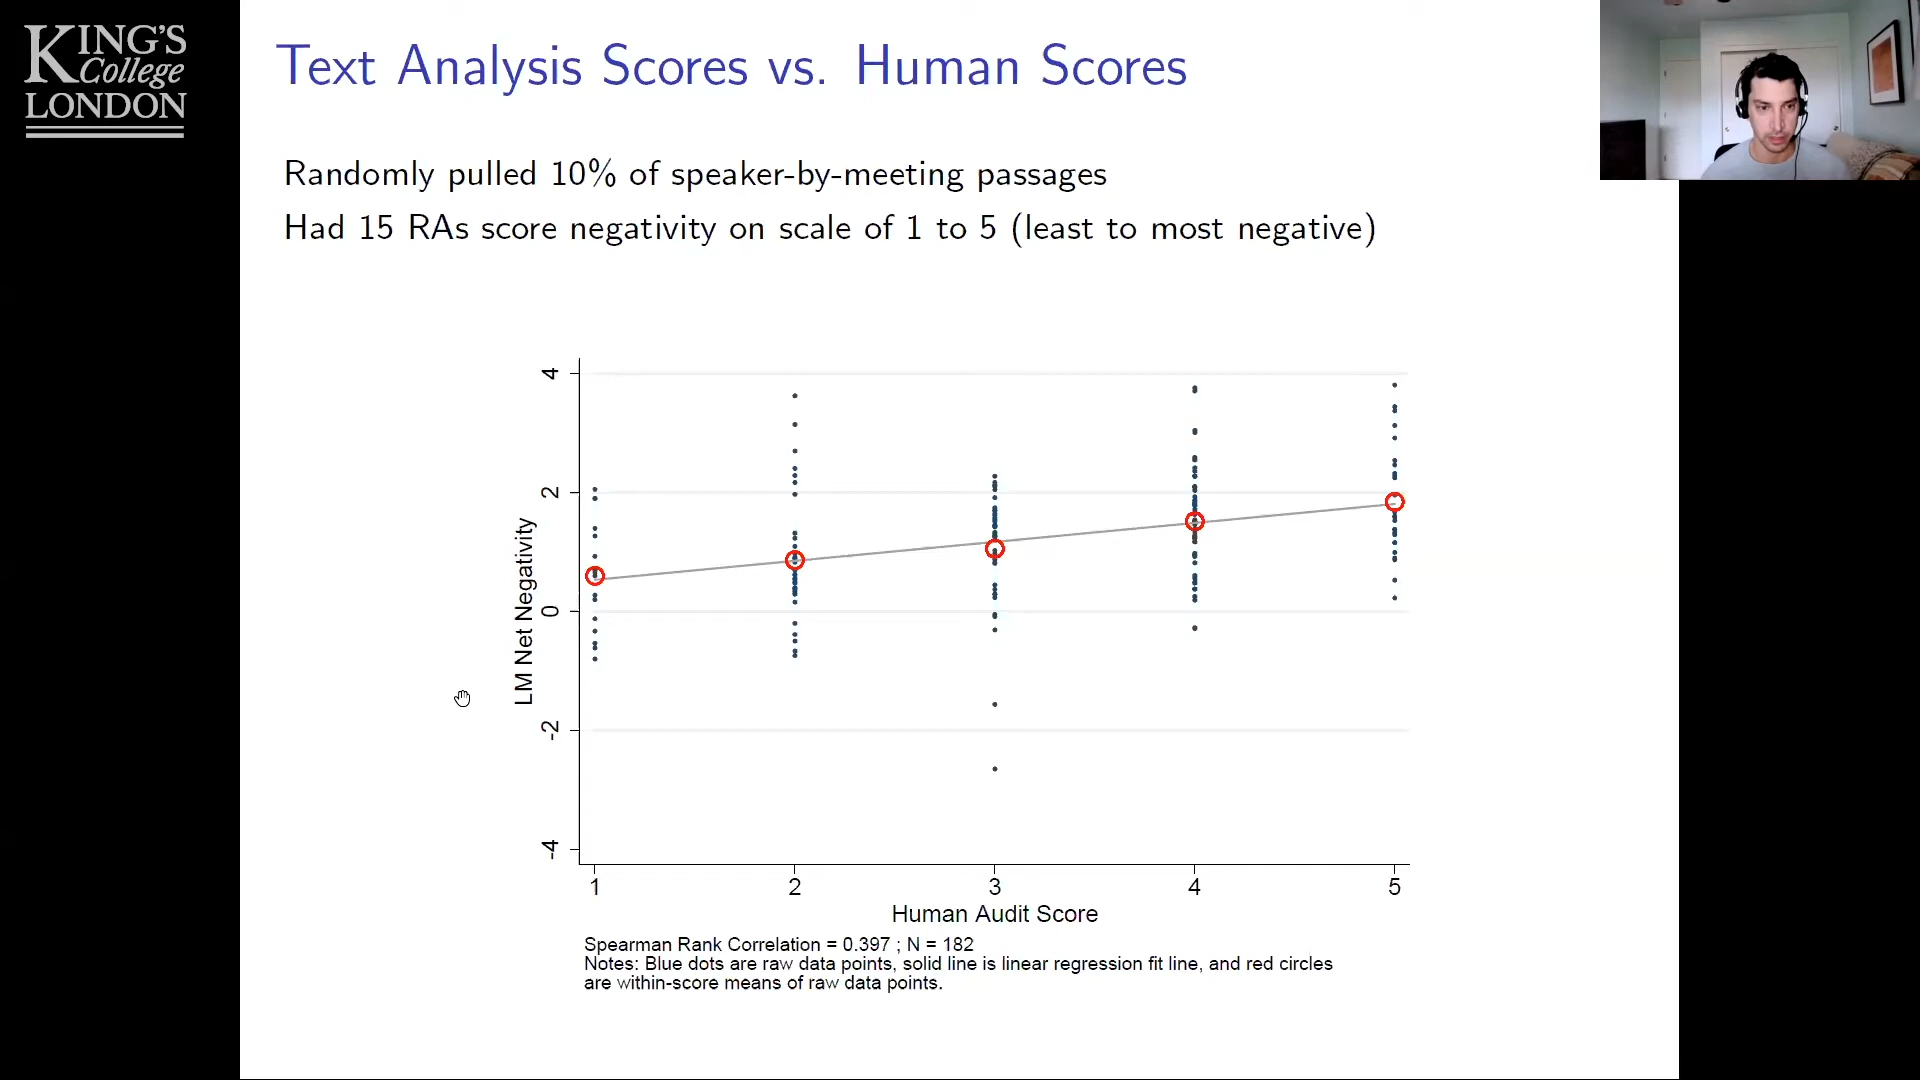 KING'S
College
LONDON
Text Analysis Scores vs. Human Scores
Randomly pulled 10% of speaker-by-meeting passages
Had 15 RAs score negativity on scale of 1 to 5 (least to most negative)
4
2
0
-2
-4
LM Net Negativity
1 2 3 4 5
Human Audit Score
Spearman Rank Correlation = 0.397 ; N = 182
Notes: Blue dots are raw data points, solid line is linear regression fit line, and red circles
are within-score means of raw data points.